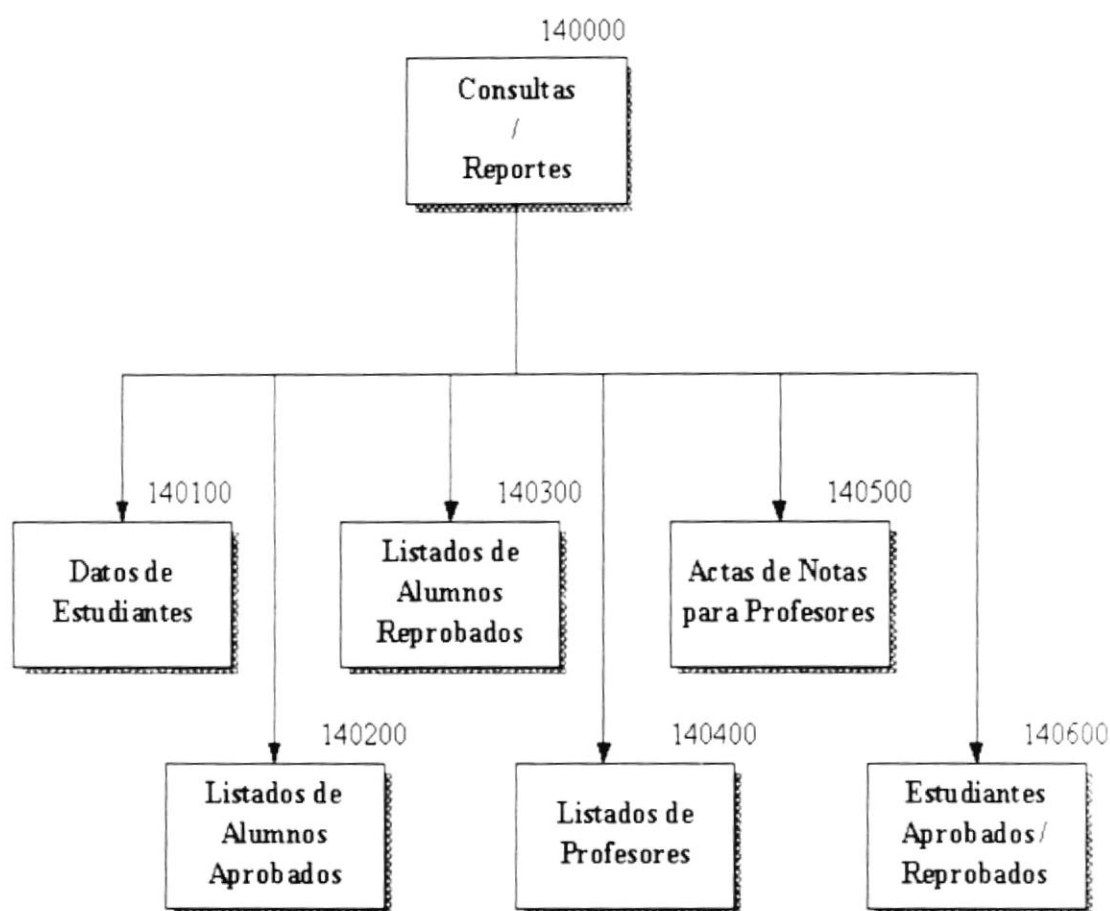 140000
Consultas
/
Reportes
140100
Datos de
Estudiantes
140300
Listados de
Alumnos
Reprobados
140500
Actas de Notas
para Profesores
140200
Listados de
Alumnos
Aprobados
140400
Listados de
Profesores
140600
Estudiantes
Aprobados/
Reprobados